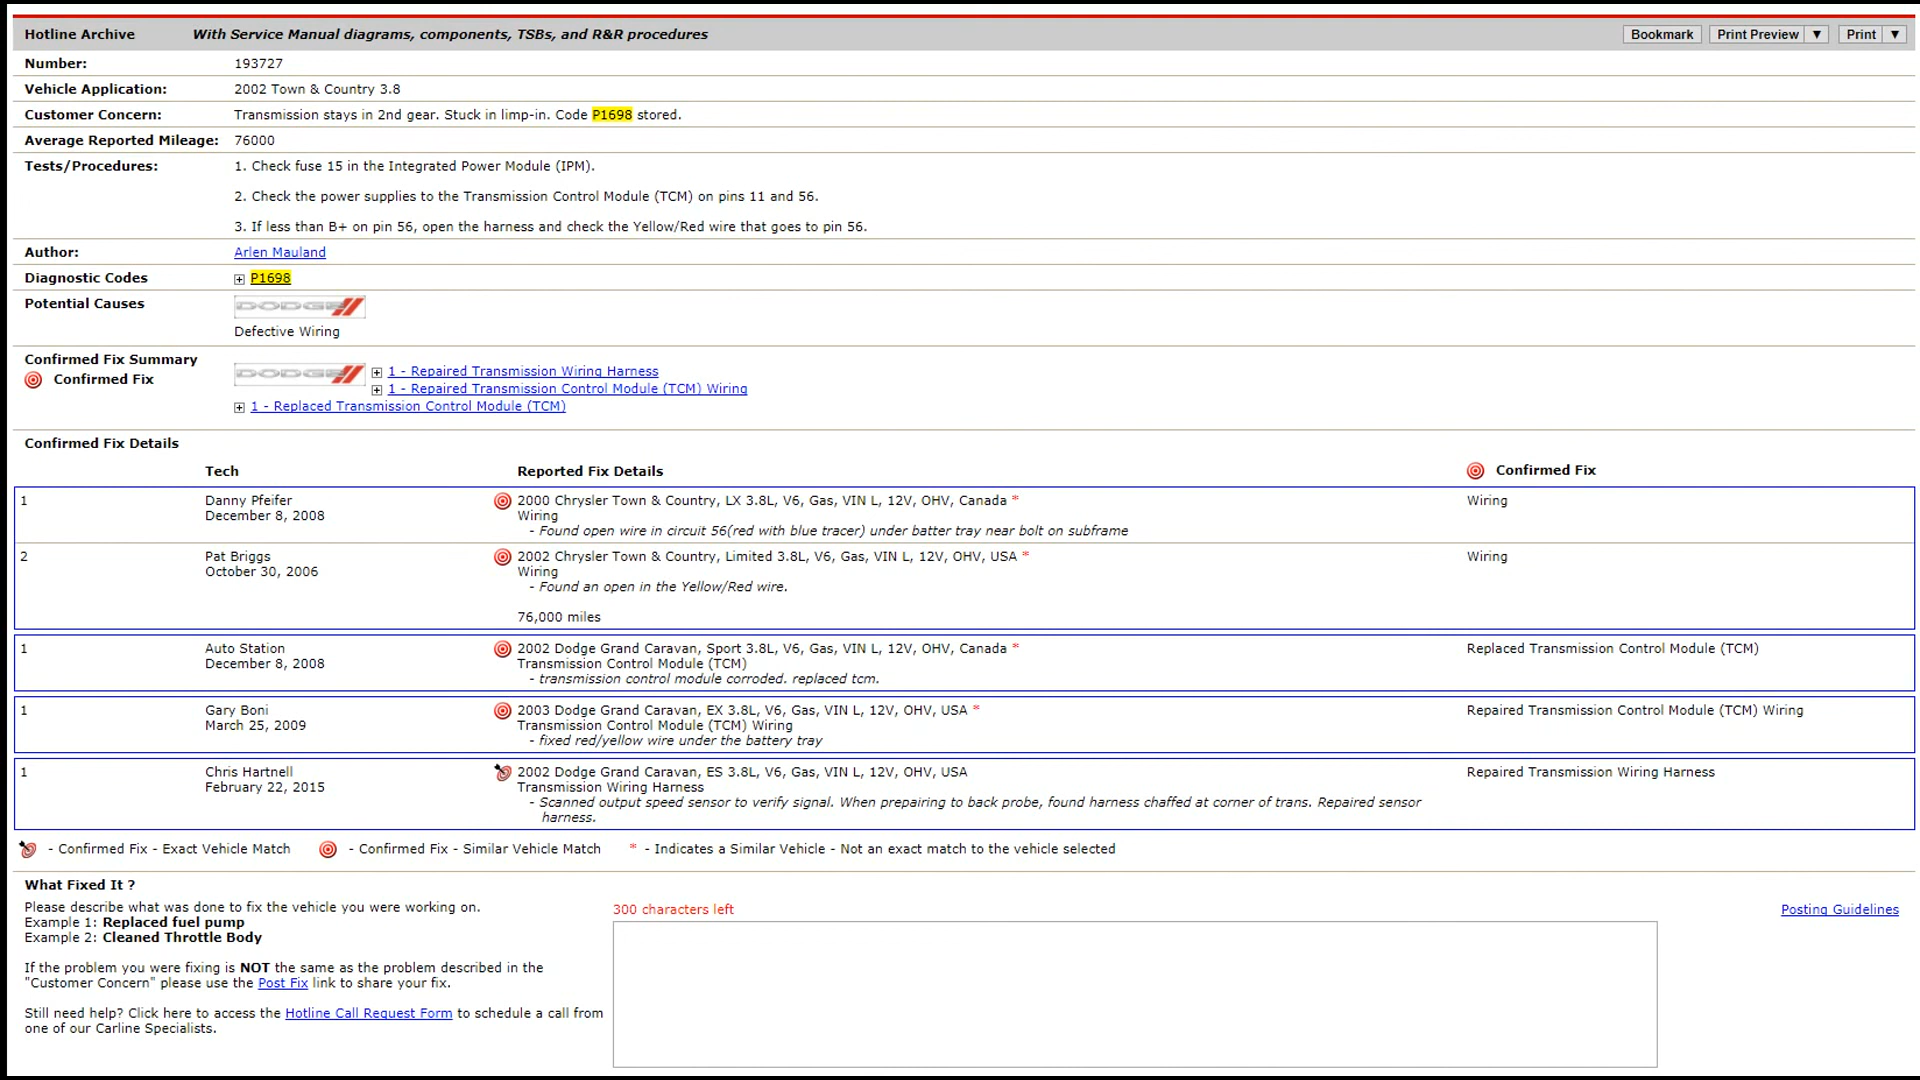 Hotline Archive With Service Manual diagrams, components, TSBs, and R&R procedures Bookmark Print Preview ▼ Print ▼
Number: 193727
Vehicle Application: 2002 Town & Country 3.8
Customer Concern: Transmission stays in 2nd gear. Stuck in limp-in. Code P1698 stored.
Average Reported Mileage: 76000
Tests/Procedures: 1. Check fuse 15 in the Integrated Power Module (IPM).
2. Check the power supplies to the Transmission Control Module (TCM) on pins 11 and 56.
3. If less than B+ on pin 56, open the harness and check the Yellow/Red wire that goes to pin 56.
Author: Arlen Mauland
Diagnostic Codes P1698
Potential Causes DODGE
Defective Wiring
Confirmed Fix Summary
Confirmed Fix
DODGE 1 - Repaired Transmission Wiring Harness
1 - Repaired Transmission Control Module (TCM) Wiring
1 - Replaced Transmission Control Module (TCM)
Confirmed Fix Details
Tech Reported Fix Details Confirmed Fix
1 Danny Pfeifer 2000 Chrysler Town & Country, LX 3.8L, V6, Gas, VIN L, 12V, OHV, Canada * Wiring
December 8, 2008 Wiring
- Found open wire in circuit 56(red with blue tracer) under batter tray near bolt on subframe
2 Pat Briggs 2002 Chrysler Town & Country, Limited 3.8L, V6, Gas, VIN L, 12V, OHV, USA * Wiring
October 30, 2006 Wiring
- Found an open in the Yellow/Red wire.
76,000 miles
1 Auto Station 2002 Dodge Grand Caravan, Sport 3.8L, V6, Gas, VIN L, 12V, OHV, Canada * Replaced Transmission Control Module (TCM)
December 8, 2008 Transmission Control Module (TCM)
- transmission control module corroded. replaced tcm.
1 Gary Boni 2003 Dodge Grand Caravan, EX 3.8L, V6, Gas, VIN L, 12V, OHV, USA * Repaired Transmission Control Module (TCM) Wiring
March 25, 2009 Transmission Control Module (TCM) Wiring
- fixed red/yellow wire under the battery tray
1 Chris Hartnell 2002 Dodge Grand Caravan, ES 3.8L, V6, Gas, VIN L, 12V, OHV, USA Repaired Transmission Wiring Harness
February 22, 2015 Transmission Wiring Harness
- Scanned output speed sensor to verify signal. When prepairing to back probe, found harness chaffed at corner of trans. Repaired sensor
harness.
- Confirmed Fix - Exact Vehicle Match - Confirmed Fix - Similar Vehicle Match * - Indicates a Similar Vehicle - Not an exact match to the vehicle selected
What Fixed It ?
Please describe what was done to fix the vehicle you were working on.
Example 1: Replaced fuel pump
Example 2: Cleaned Throttle Body
If the problem you were fixing is NOT the same as the problem described in the
"Customer Concern" please use the Post Fix link to share your fix.
Still need help? Click here to access the Hotline Call Request Form to schedule a call from
one of our Carline Specialists.
300 characters left
Posting Guidelines